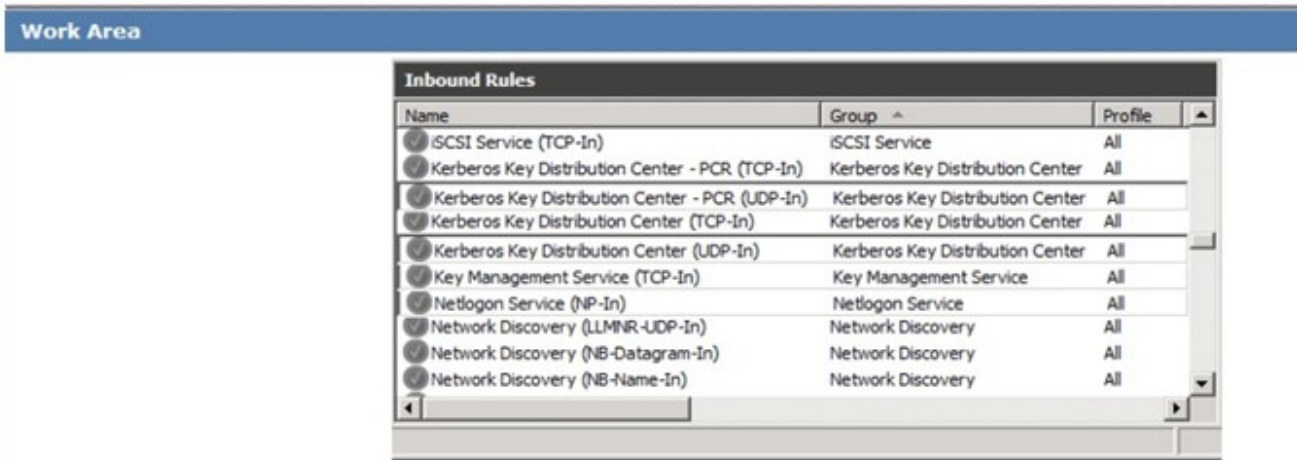 Work Area
Inbound Rules
Name Group Profile
iSCSI Service (TCP-In) iSCSI Service All
Kerberos Key Distribution Center - PCR (TCP-In) Kerberos Key Distribution Center All
Kerberos Key Distribution Center - PCR (UDP-In) Kerberos Key Distribution Center All
Kerberos Key Distribution Center (TCP-In) Kerberos Key Distribution Center All
Kerberos Key Distribution Center (UDP-In) Kerberos Key Distribution Center All
Key Management Service (TCP-In) Key Management Service All
Netlogon Service (NP-In) Netlogon Service All
Network Discovery (LLMNR-UDP-In) Network Discovery All
Network Discovery (NB-Datagram-In) Network Discovery All
Network Discovery (NB-Name-In) Network Discovery All